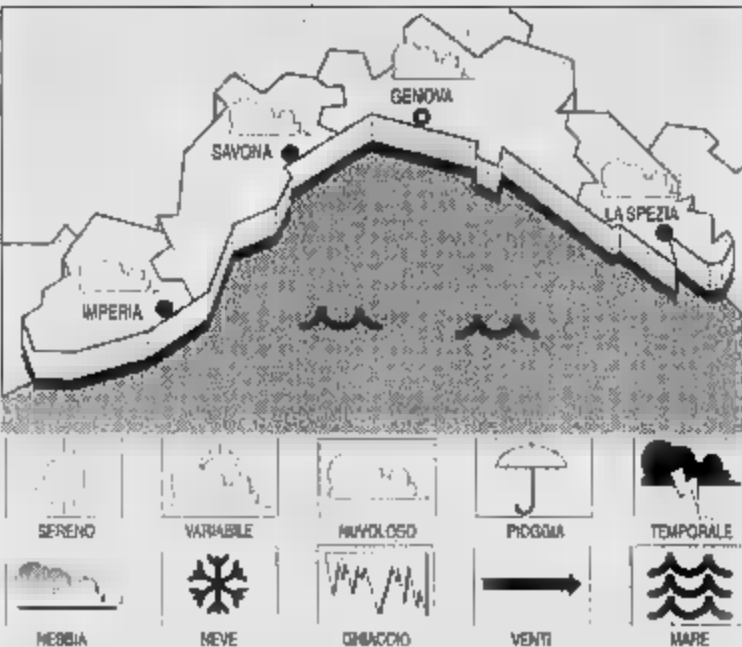 GENOVA
SAVONA
LA SPEZIA
IMPERIA
SERENO
VARIABILE
NUVOLOSO
PIOGGIA
TEMPORALE
NEBBIA
NEVE
GHIACCIO
VENTI
MARE